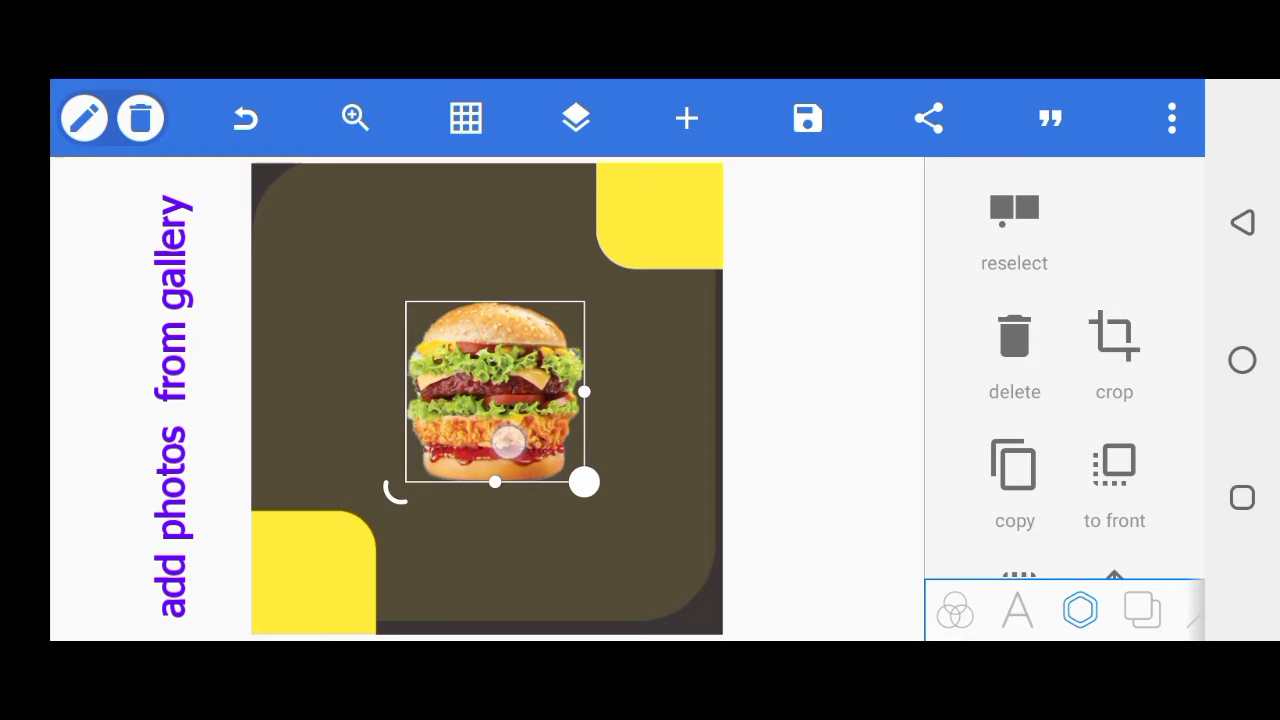 add photos from gallery
reselect
delete
crop
copy
to front